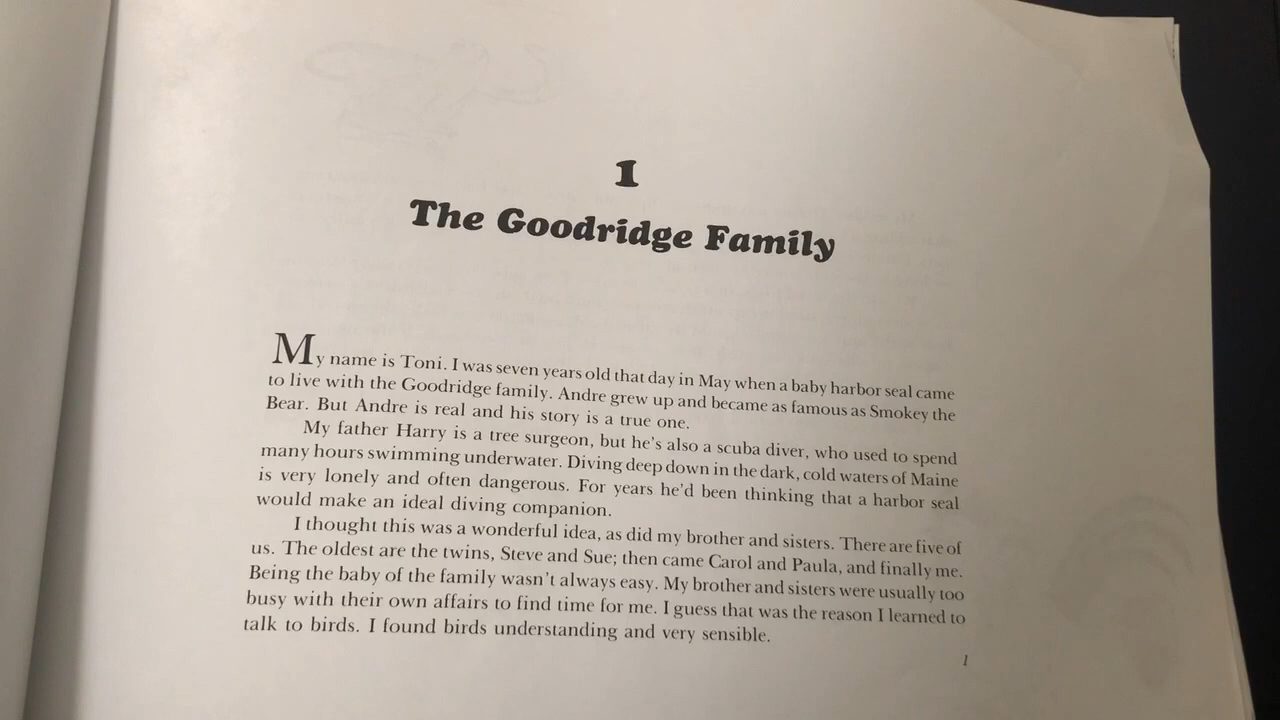 1
The Goodridge Family
My name is Toni. I was seven years old that day in May when a baby harbor seal came
to live with the Goodridge family. Andre grew up and became as famous as Smokey the
Bear. But Andre is real and his story is a true one.
My father Harry is a tree surgeon, but he's also a scuba diver, who used to spend
many hours swimming underwater. Diving deep down in the dark, cold waters of Maine
is very lonely and often dangerous. For years he'd been thinking that a harbor seal
would make an ideal diving companion.
I thought this was a wonderful idea, as did my brother and sisters. There are five of
us. The oldest are the twins, Steve and Sue; then came Carol and Paula, and finally me.
Being the baby of the family wasn't always easy. My brother and sisters were usually too
busy with their own affairs to find time for me. I guess that was the reason I learned to
talk to birds. I found birds understanding and very sensible.
1